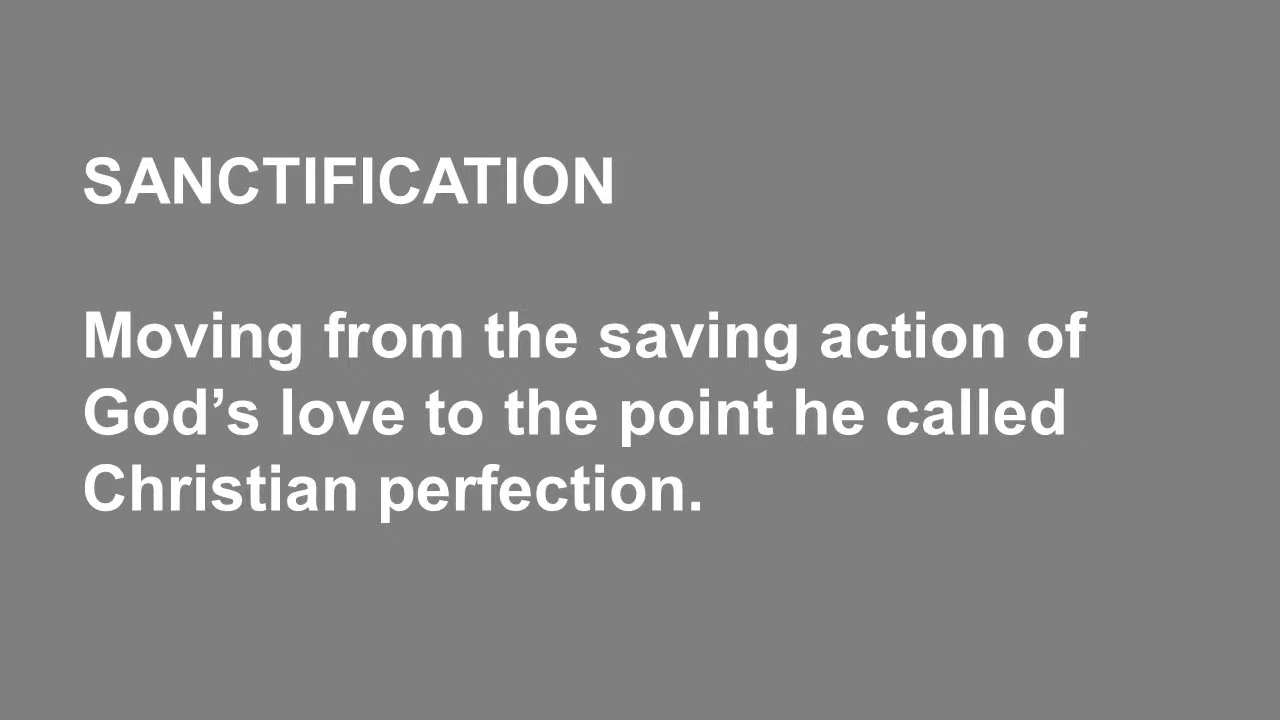 SANCTIFICATION
Moving from the saving action of
God’s love to the point he called
Christian perfection.